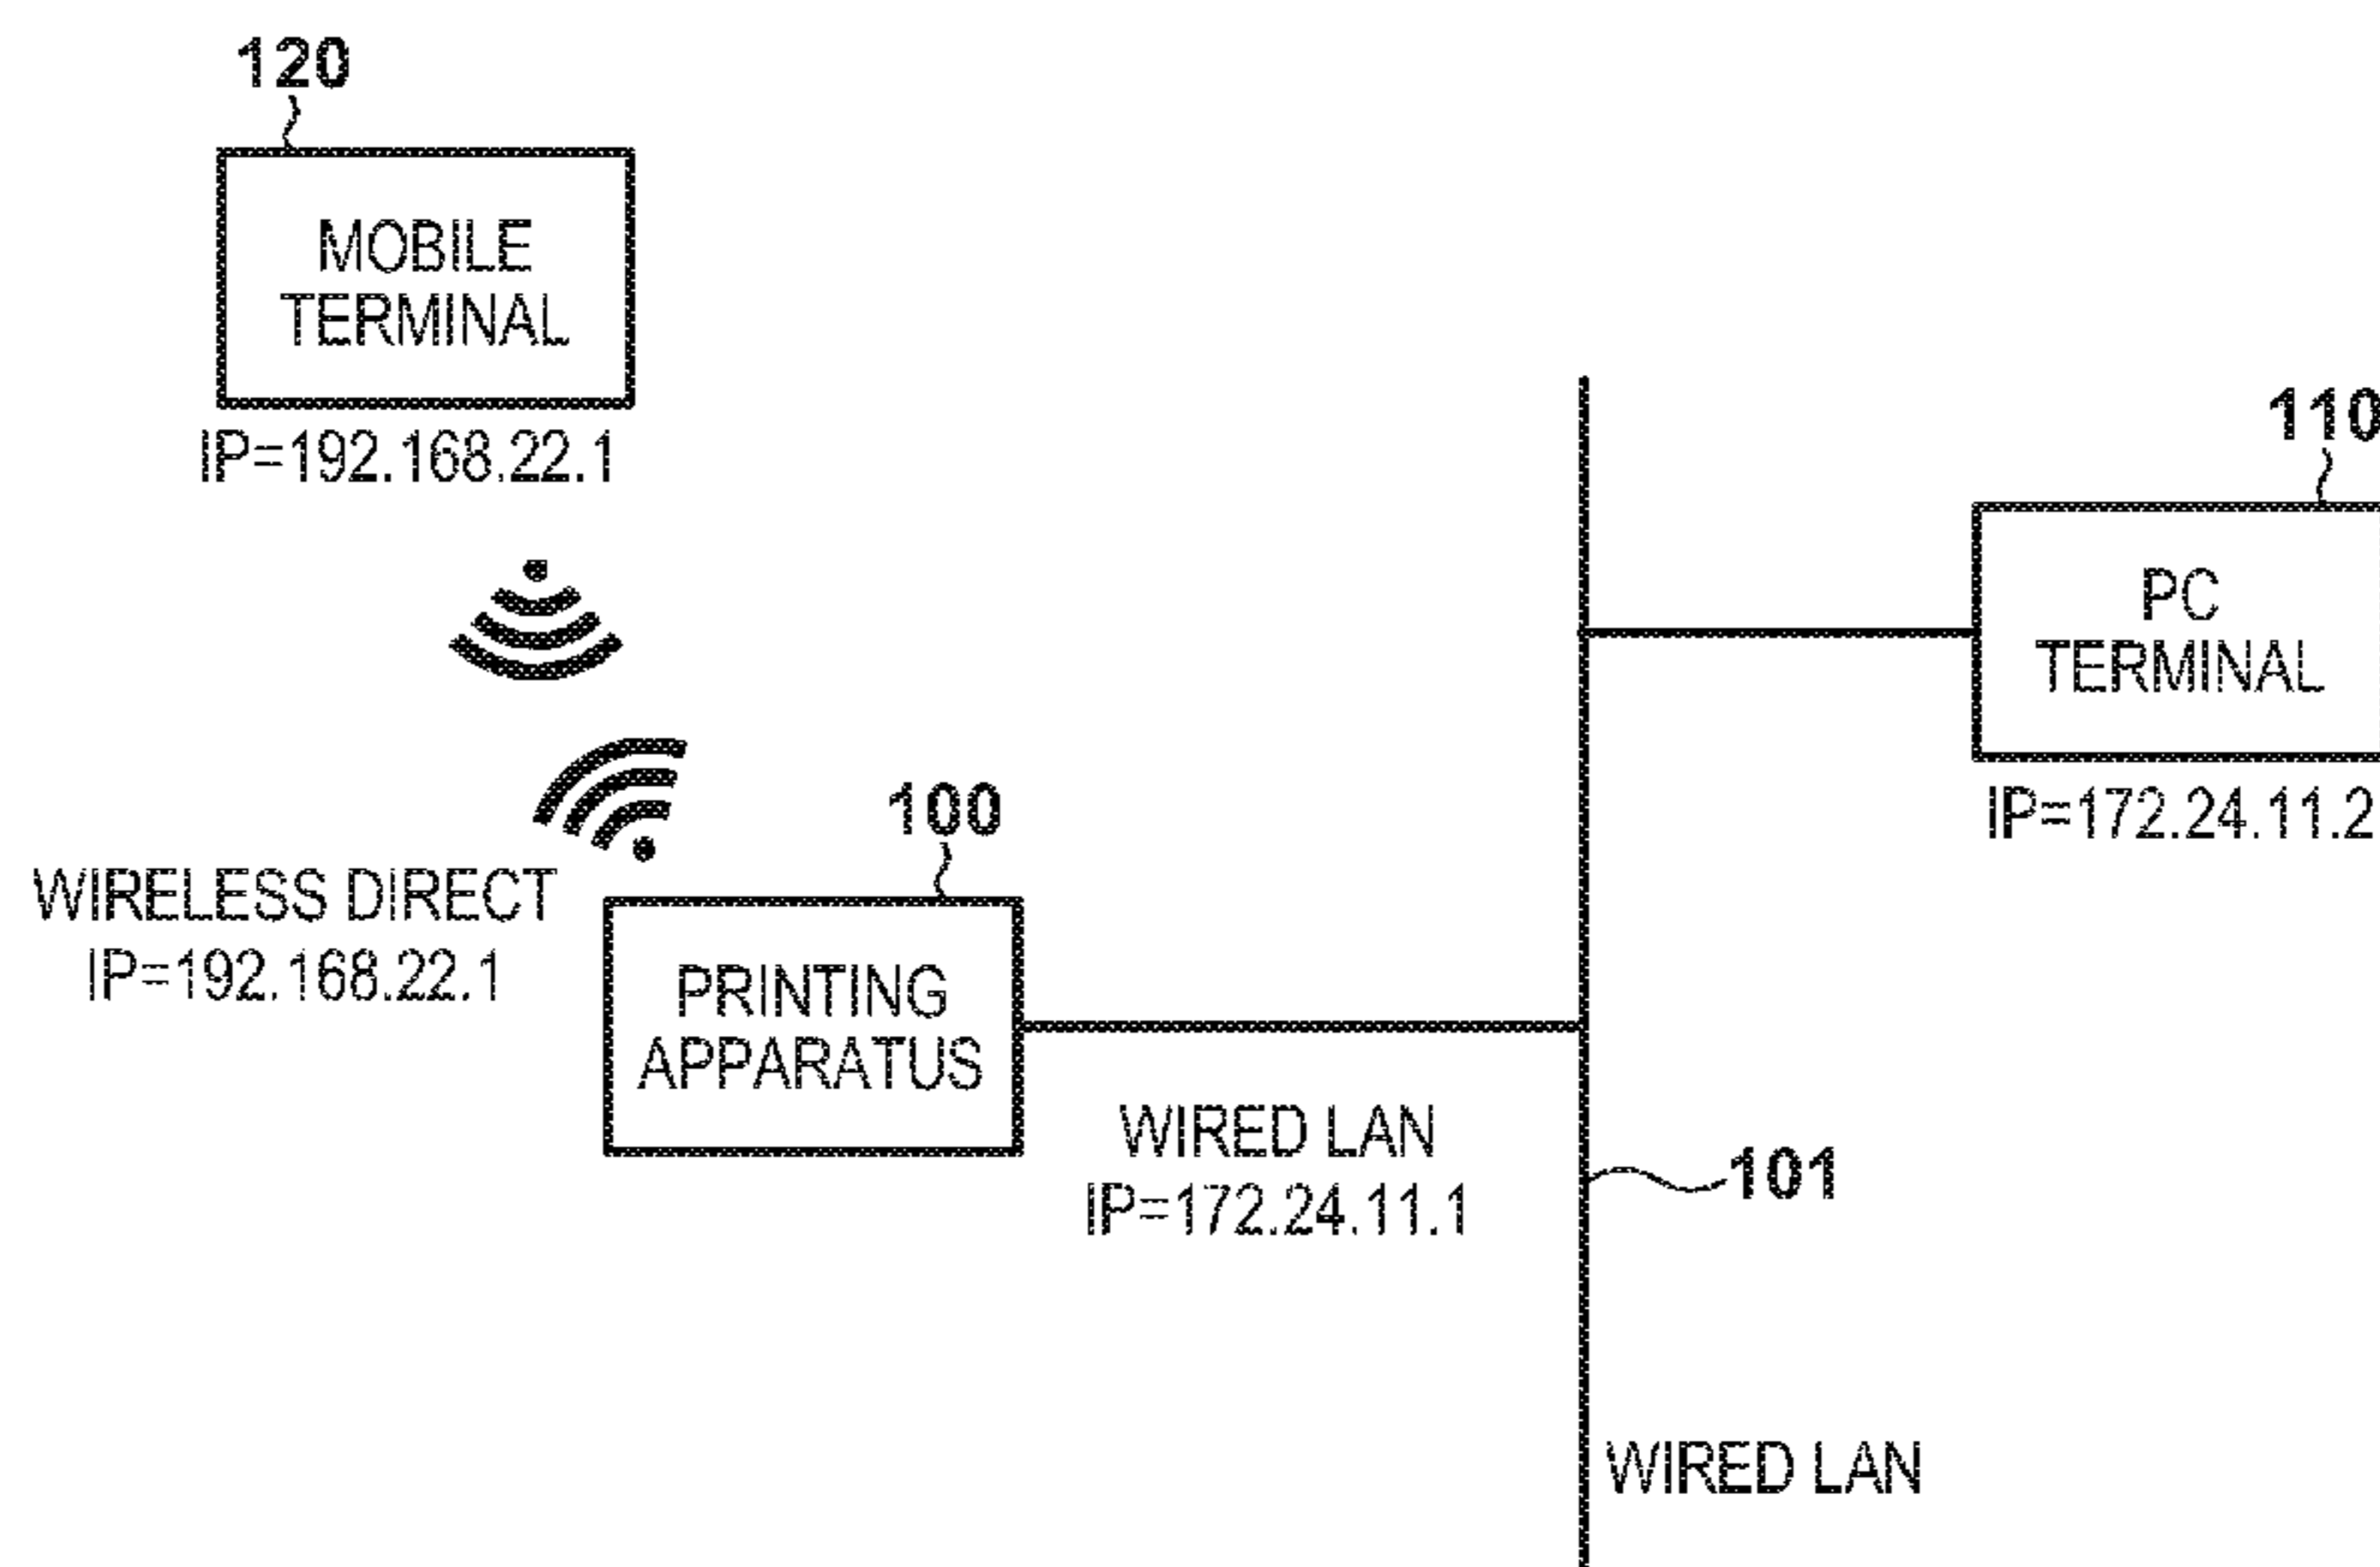 120
MOBILE
TERMINAL
IP=192.168.22.1
110
PC
TERMINAL
IP=172.24.11.2
WIRELESS DIRECT
IP=192.168.22.1
100
PRINTING
APPARATUS
WIRED LAN
IP=172.24.11.1
101
WIRED LAN